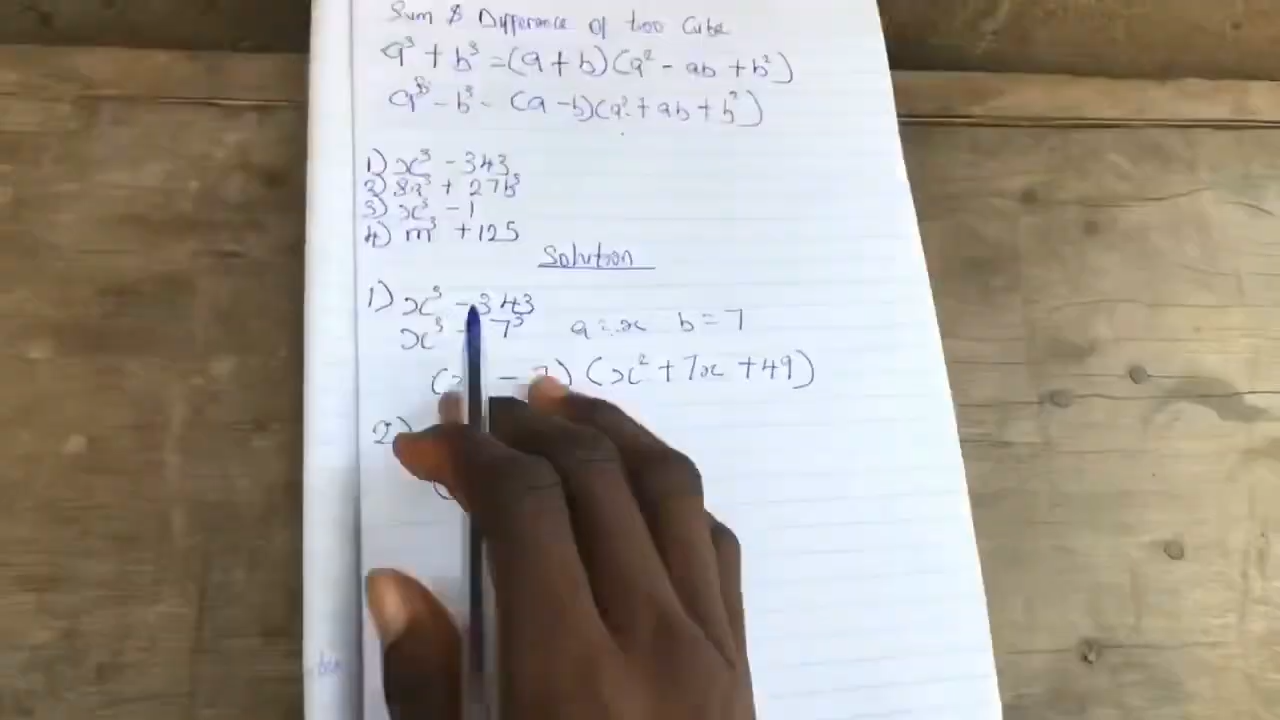 Sum & Difference of two Cube
a³ + b³ = (a + b)(a² - ab + b²)
a³ - b³ - (a - b)(a² + ab + b²)
1) x³ - 343
2) 8a³ + 27b³
3) x³ - 1
4) m³ + 125
Solution
1) x³ - 343
x³ - 7³ a = x b = 7
(x - 7) (x² + 7x + 49)
2)
(